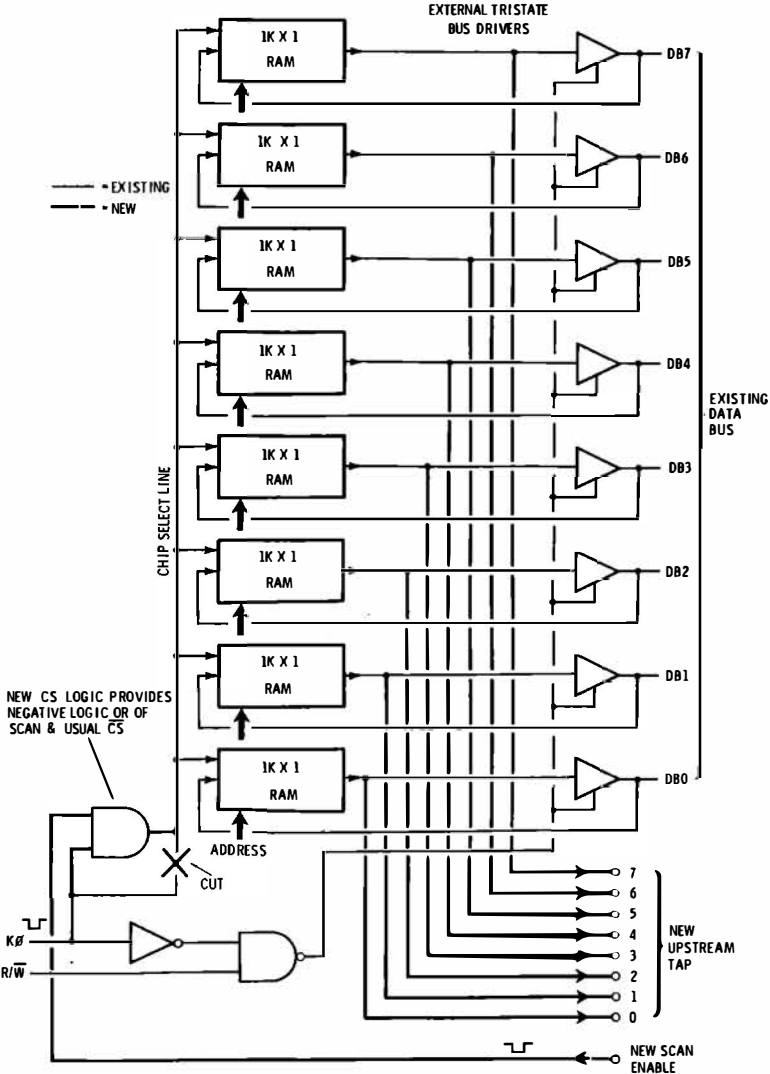 EXTERNAL TRISTATE
BUS DRIVERS
1K X 1
RAM
DB7
1K X 1
RAM
DB6
= EXISTING
= NEW
1K X 1
RAM
DB5
1K X 1
RAM
DB4
EXISTING
DATA
BUS
1K X 1
RAM
DB3
CHIP SELECT LINE
1K X 1
RAM
DB2
1K X 1
RAM
DB1
NEW CS LOGIC PROVIDES
NEGATIVE LOGIC OR OF
SCAN & USUAL C̅S̅
1K X 1
RAM
DB0
ADDRESS
CUT
7
6
5
4
3
2
1
0
NEW
UPSTREAM
TAP
KØ
R/W̅
NEW SCAN
ENABLE